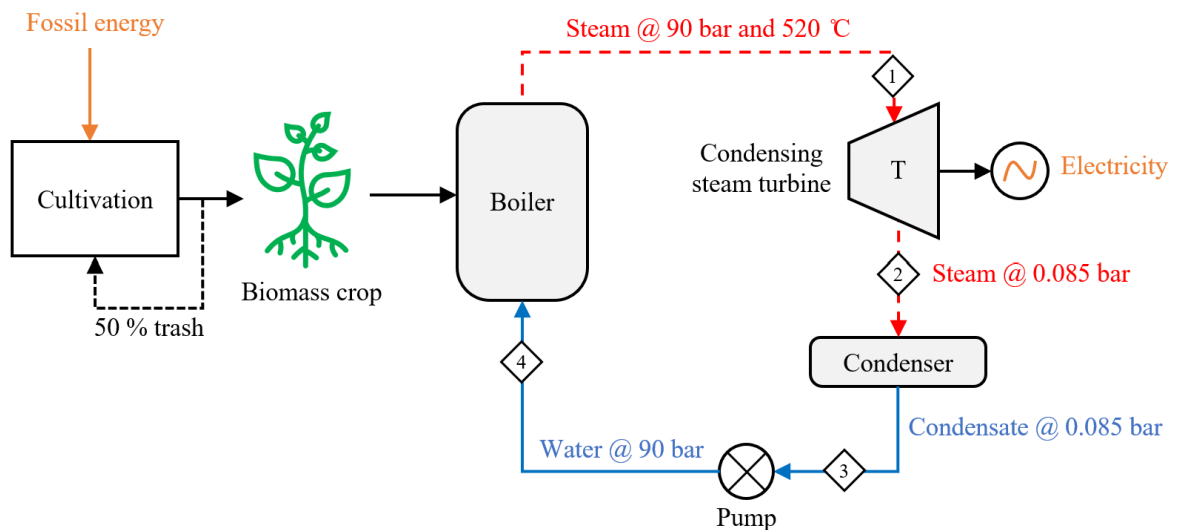 Fossil energy
Steam @ 90 bar and 520 ℃
1
Condensing
steam turbine
T
Electricity
Cultivation
Boiler
2
Steam @ 0.085 bar
Biomass crop
50 % trash
4
Condenser
Water @ 90 bar
Condensate @ 0.085 bar
3
Pump